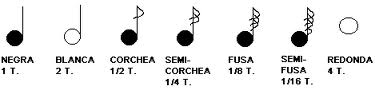 NEGRA BLANCA CORCHEA SEMI- FUSA SEMI- REDONDA
1 T. 2 T. 1/2 T. CORCHEA 1/8 T. FUSA 4 T.
1/4 T. 1/16 T.